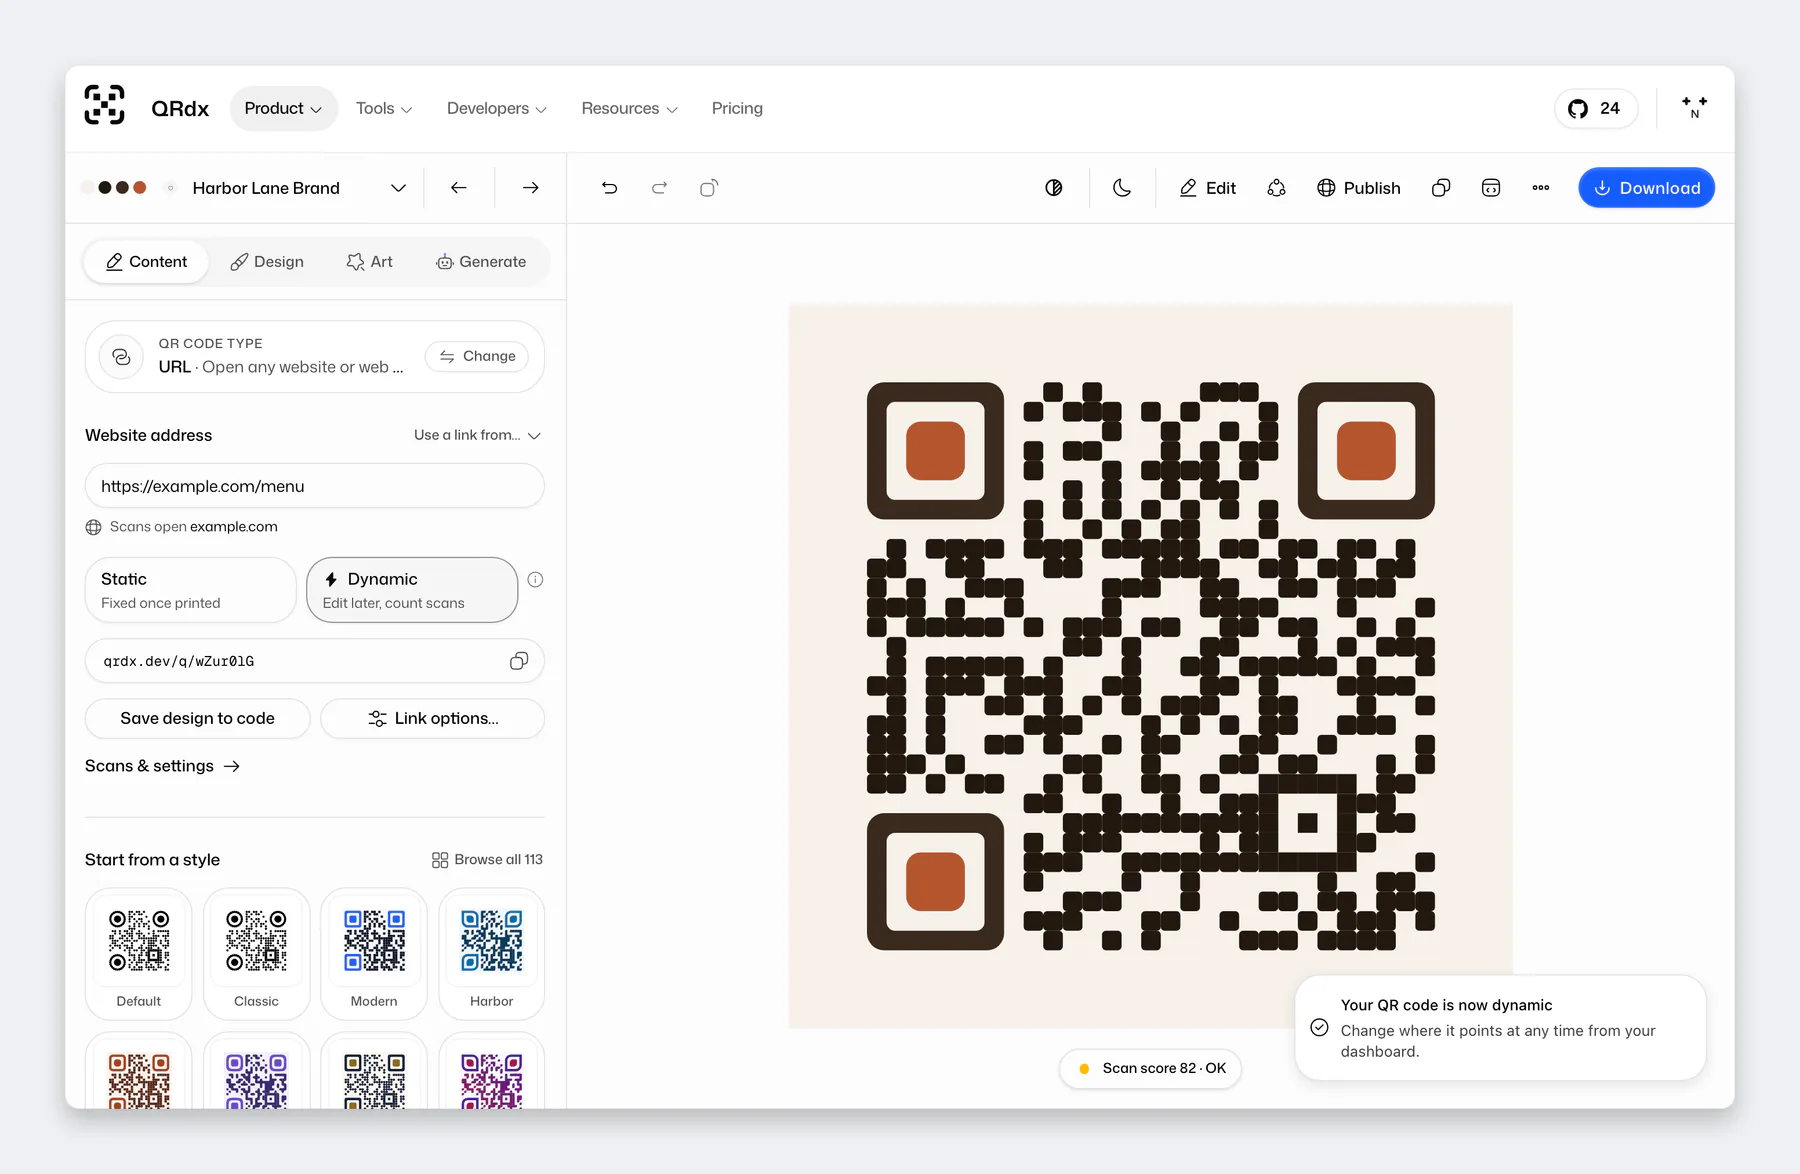 QRdx
Product
Tools
Developers
Resources
Pricing
24
N
Harbor Lane Brand
Edit
Publish
Download
Content
Design
Art
Generate
QR CODE TYPE
URL · Open any website or web ...
Change
Website address
Use a link from...
https://example.com/menu
Scans open example.com
Static
Fixed once printed
Dynamic
Edit later, count scans
qrdx.dev/q/wZur0lG
Save design to code
Link options...
Scans & settings
Start from a style
Browse all 113
Default
Classic
Modern
Harbor
Your QR code is now dynamic
Change where it points at any time from your
dashboard.
Scan score 82 · OK